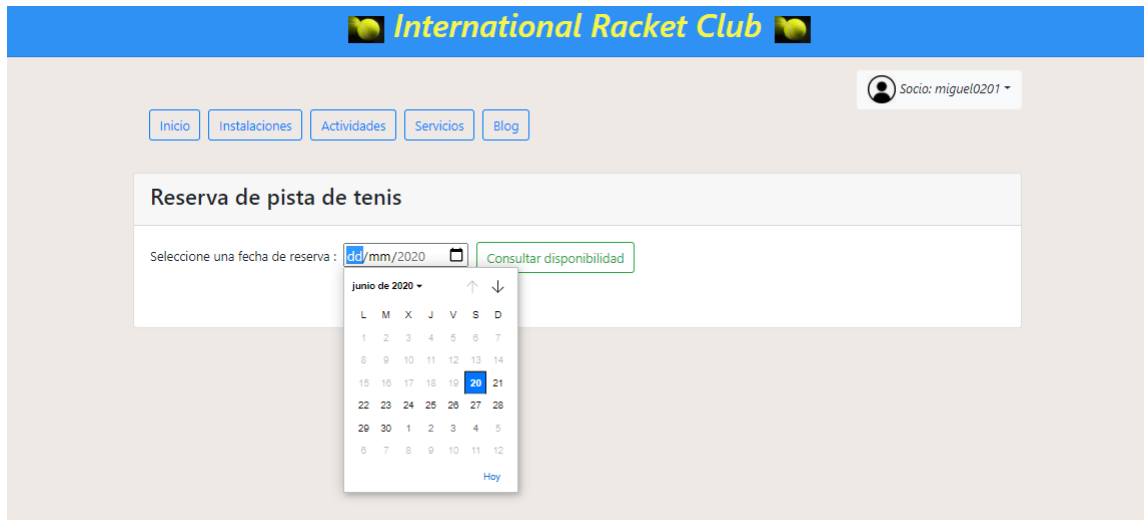 International Racket Club
Socio: miguel0201
Inicio Instalaciones Actividades Servicios Blog
Reserva de pista de tenis
Seleccione una fecha de reserva : dd/mm/2020 Consultar disponibilidad
junio de 2020
L M X J V S D
1 2 3 4 5 6 7
8 9 10 11 12 13 14
15 16 17 18 19 20 21
22 23 24 25 26 27 28
29 30 1 2 3 4 5
6 7 8 9 10 11 12
Hoy